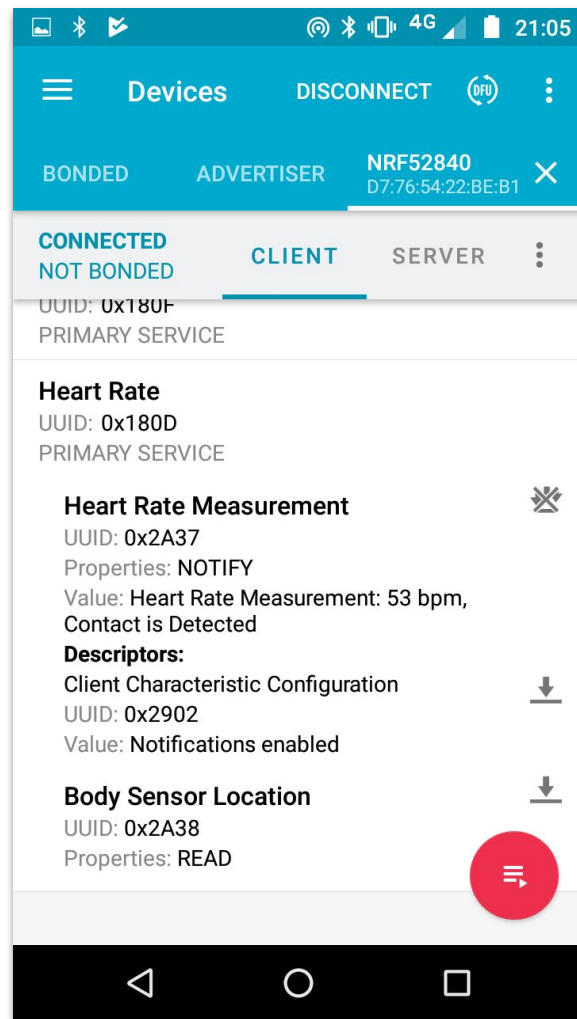 4G 21:05
Devices DISCONNECT DFU
BONDED ADVERTISER NRF52840
D7:76:54:22:BE:B1
CONNECTED
NOT BONDED CLIENT SERVER
UUID: 0x180F
PRIMARY SERVICE
Heart Rate
UUID: 0x180D
PRIMARY SERVICE
Heart Rate Measurement
UUID: 0x2A37
Properties: NOTIFY
Value: Heart Rate Measurement: 53 bpm,
Contact is Detected
Descriptors:
Client Characteristic Configuration
UUID: 0x2902
Value: Notifications enabled
Body Sensor Location
UUID: 0x2A38
Properties: READ